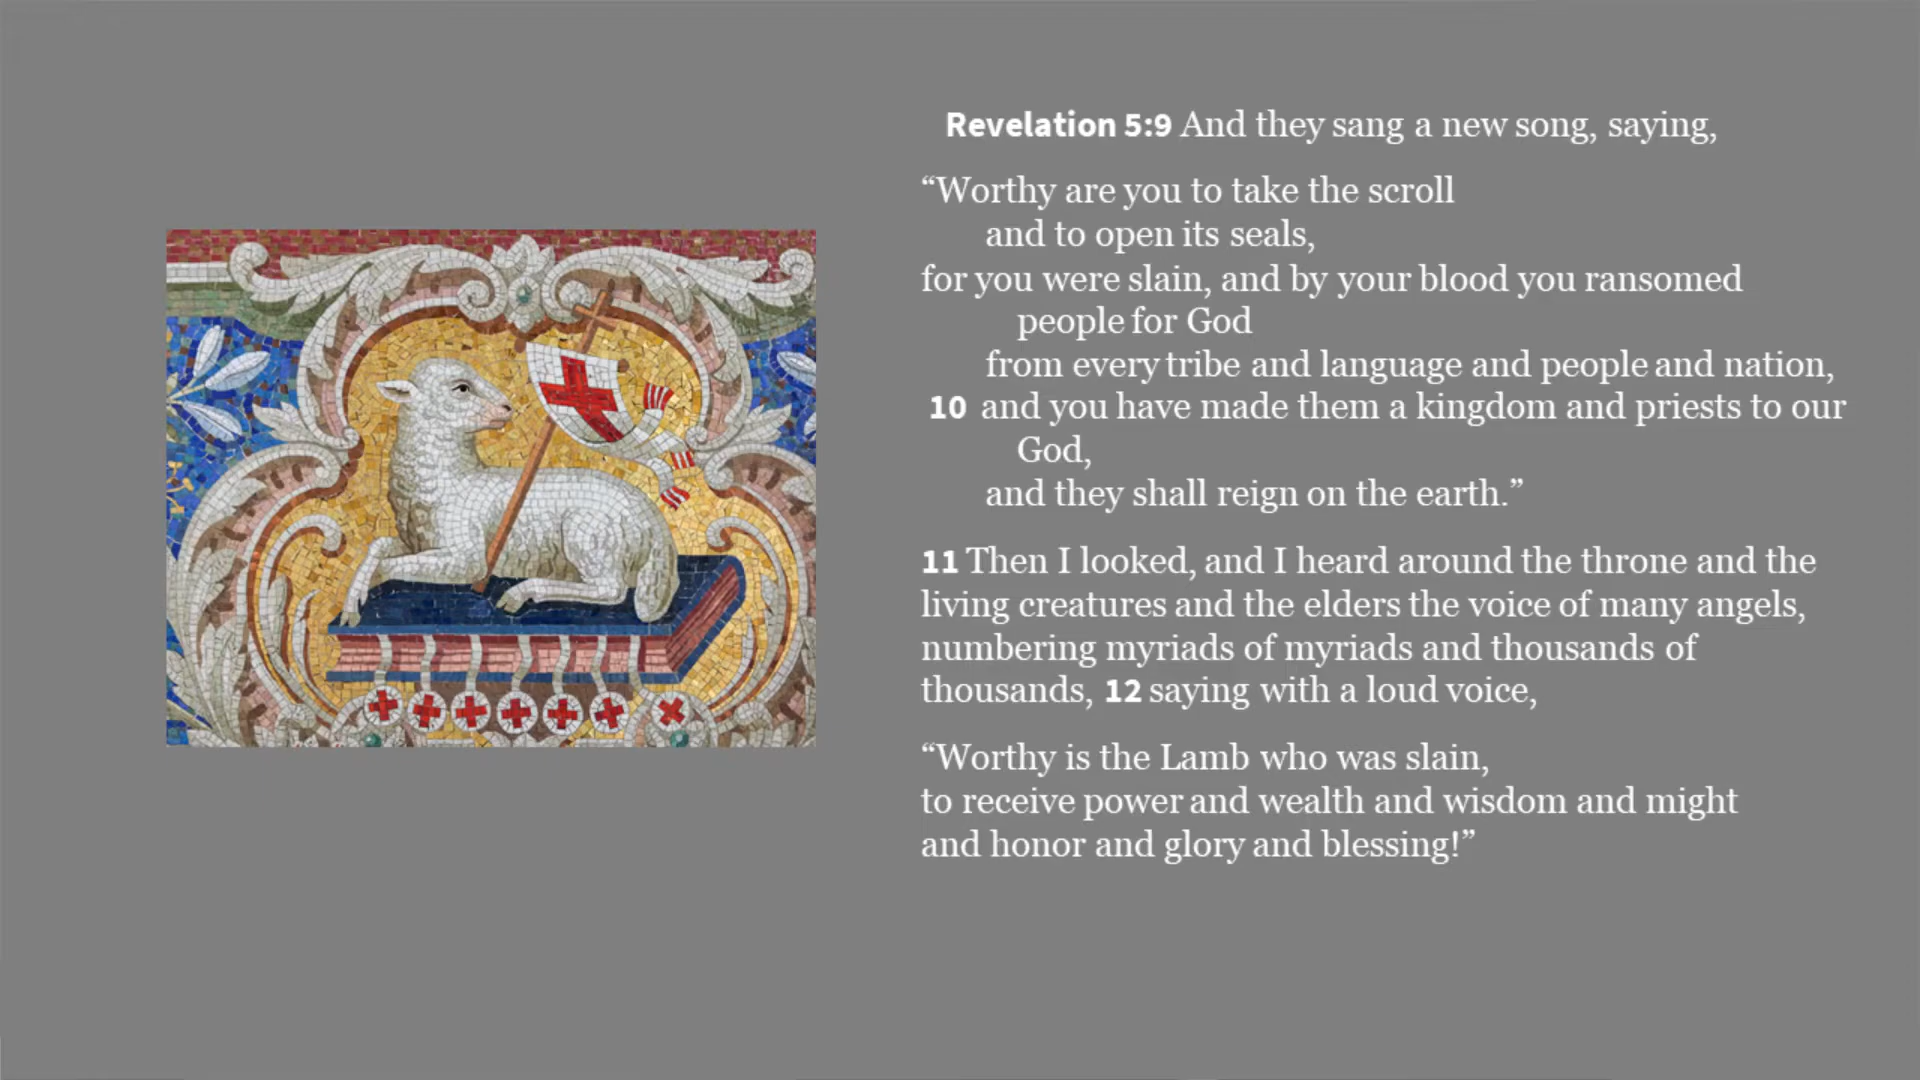 Revelation 5:9 And they sang a new song, saying,
“Worthy are you to take the scroll
and to open its seals,
for you were slain, and by your blood you ransomed
people for God
from every tribe and language and people and nation,
10 and you have made them a kingdom and priests to our
God,
and they shall reign on the earth.”
11 Then I looked, and I heard around the throne and the
living creatures and the elders the voice of many angels,
numbering myriads of myriads and thousands of
thousands, 12 saying with a loud voice,
“Worthy is the Lamb who was slain,
to receive power and wealth and wisdom and might
and honor and glory and blessing!”